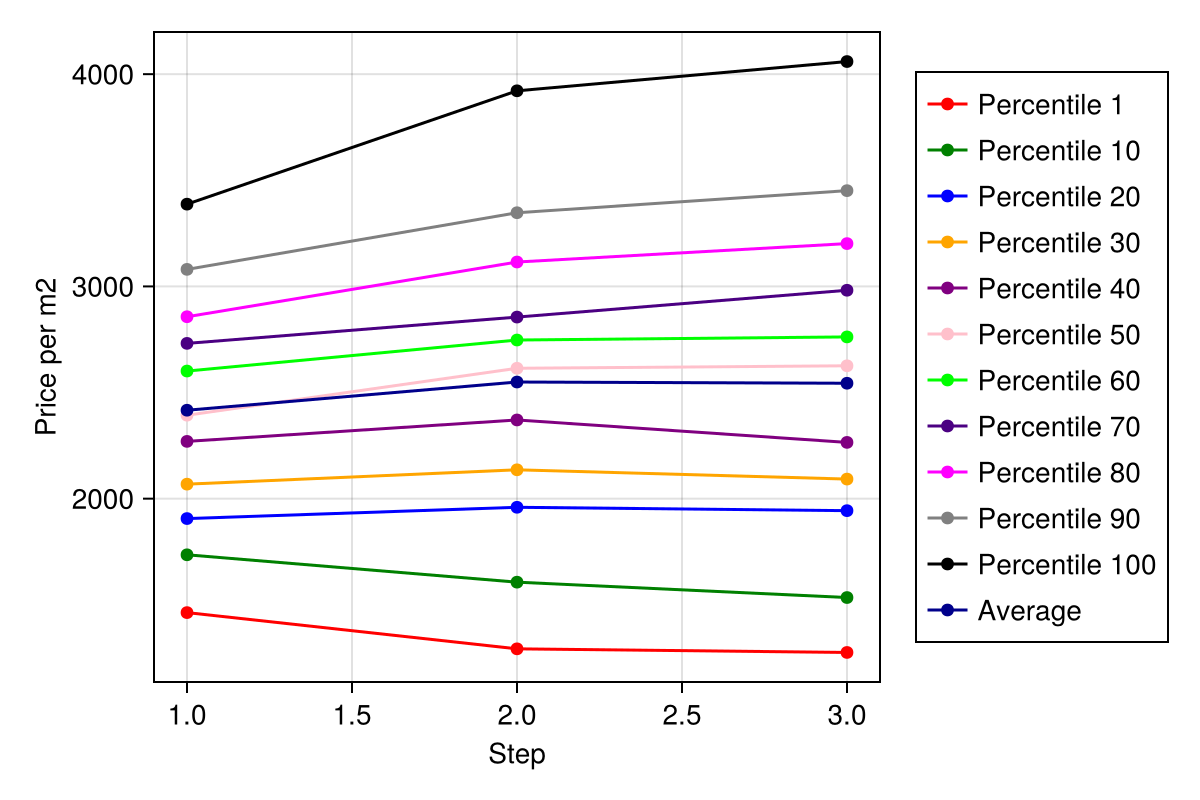 4000
3000
2000
Price per m2
1.0 1.5 2.0 2.5 3.0
Step
Percentile 1
Percentile 10
Percentile 20
Percentile 30
Percentile 40
Percentile 50
Percentile 60
Percentile 70
Percentile 80
Percentile 90
Percentile 100
Average